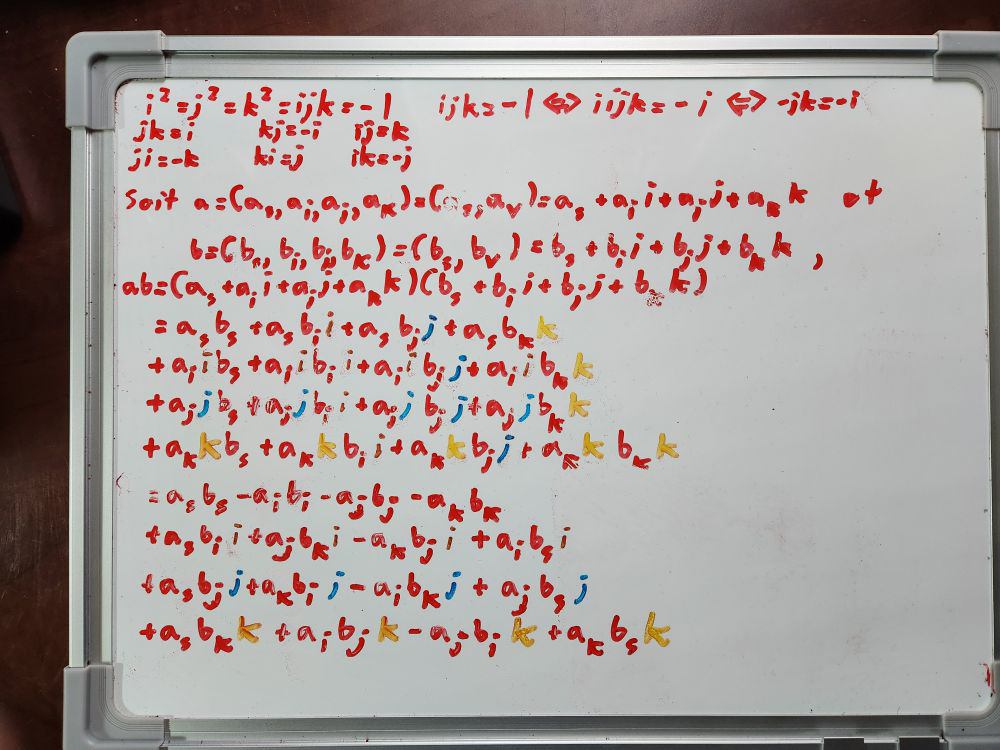 i² = j² = k² = ijk = -1 ijk = -1 ⇔ iijk = -i ⇔ -jk = -i
jk = i kj = -i ij = k
ji = -k ki = j ik = -j
Soit a = (a_s, a_i, a_j, a_k) = (a_s, a_v) = a_s + a_i i + a_j j + a_k k et
b = (b_s, b_i, b_j, b_k) = (b_s, b_v) = b_s + b_i i + b_j j + b_k k ,
ab = (a_s + a_i i + a_j j + a_k k)(b_s + b_i i + b_j j + b_k k)
= a_s b_s + a_s b_i i + a_s b_j j + a_s b_k k
+ a_i i b_s + a_i i b_i i + a_i i b_j j + a_i i b_k k
+ a_j j b_s + a_j j b_i i + a_j j b_j j + a_j j b_k k
+ a_k k b_s + a_k k b_i i + a_k k b_j j + a_k k b_k k
= a_s b_s - a_i b_i - a_j b_j - a_k b_k
+ a_s b_i i + a_j b_k i - a_k b_j i + a_i b_s i
+ a_s b_j j + a_k b_i j - a_i b_k j + a_j b_s j
+ a_s b_k k + a_i b_j k - a_j b_i k + a_k b_s k